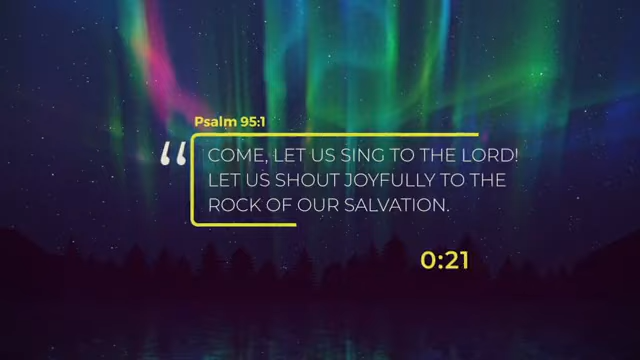 Psalm 95:1
“
COME, LET US SING TO THE LORD!
LET US SHOUT JOYFULLY TO THE
ROCK OF OUR SALVATION.
0:21